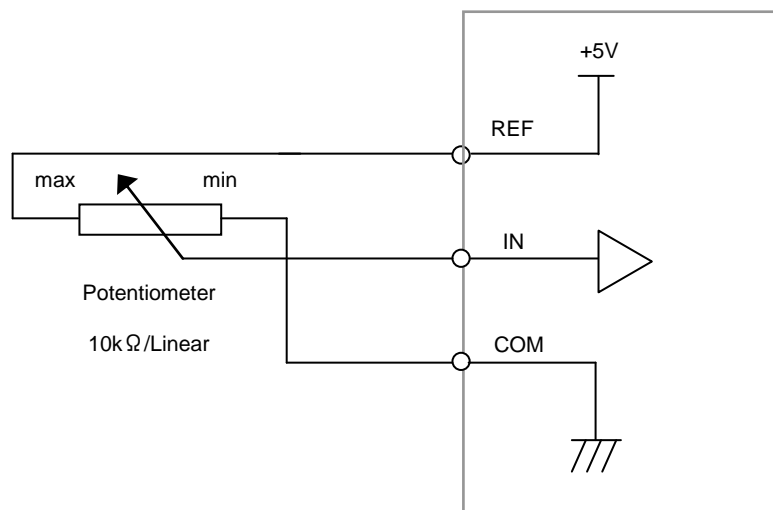 +5V
REF
max
min
IN
Potentiometer
10kΩ/Linear
COM